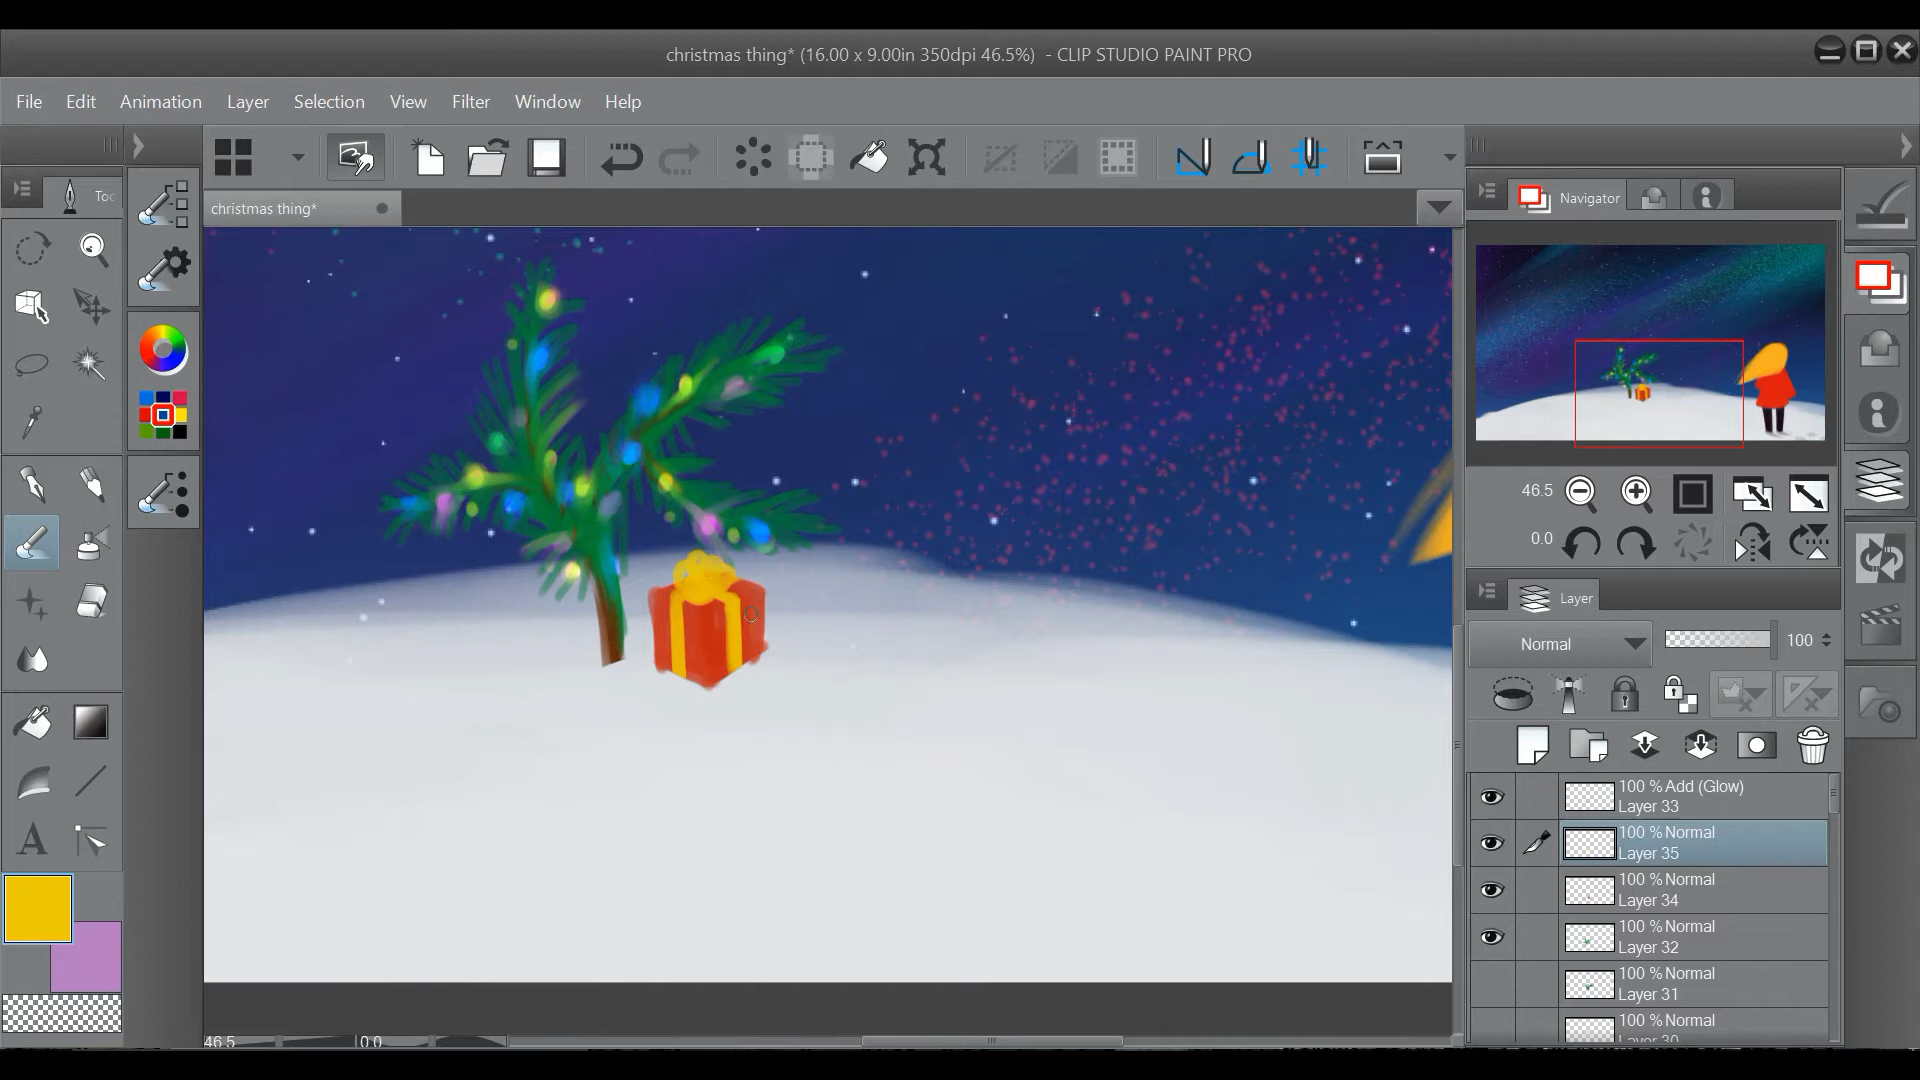 christmas thing* (16.00 x 9.00in 350dpi 46.5%) - CLIP STUDIO PAINT PRO
File Edit Animation Layer Selection View Filter Window Help
Toc
christmas thing*
Navigator
46.5
0.0
Layer
Normal 100
100 % Add (Glow)
Layer 33
100 % Normal
Layer 35
100 % Normal
Layer 34
100 % Normal
Layer 32
100 % Normal
Layer 31
100 % Normal
Layer 30
46.5 0.0